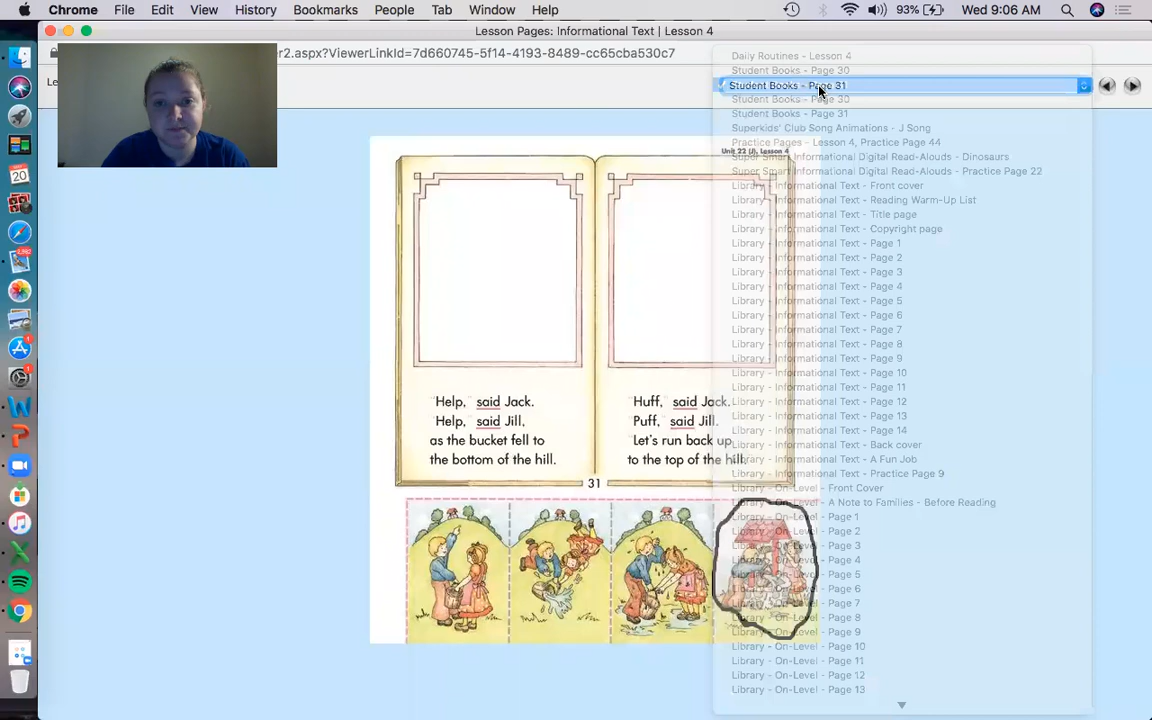 Chrome File Edit View History Bookmarks People Tab Window Help 93% Wed 9:06 AM
Lesson Pages: Informational Text | Lesson 4
r2.aspx?ViewerLinkId=7d660745-5f14-4193-8489-cc65cba530c7
Le
Daily Routines - Lesson 4
Student Books - Page 30
Student Books - Page 31
Student Books - Page 30
Student Books - Page 31
Superkids' Club Song Animations - J Song
Practice Pages - Lesson 4, Practice Page 44
Super Smart Informational Digital Read-Alouds - Dinosaurs
Super Smart Informational Digital Read-Alouds - Practice Page 22
Library - Informational Text - Front cover
Library - Informational Text - Reading Warm-Up List
Library - Informational Text - Title page
Library - Informational Text - Copyright page
Library - Informational Text - Page 1
Library - Informational Text - Page 2
Library - Informational Text - Page 3
Library - Informational Text - Page 4
Library - Informational Text - Page 5
Library - Informational Text - Page 6
Library - Informational Text - Page 7
Library - Informational Text - Page 8
Library - Informational Text - Page 9
Library - Informational Text - Page 10
Library - Informational Text - Page 11
Library - Informational Text - Page 12
Library - Informational Text - Page 13
Library - Informational Text - Page 14
Library - Informational Text - Back cover
Library - Informational Text - A Fun Job
Library - Informational Text - Practice Page 9
Library - On-Level - Front Cover
Library - On-Level - A Note to Families - Before Reading
Library - On-Level - Page 1
Library - On-Level - Page 2
Library - On-Level - Page 3
Library - On-Level - Page 4
Library - On-Level - Page 5
Library - On-Level - Page 6
Library - On-Level - Page 7
Library - On-Level - Page 8
Library - On-Level - Page 9
Library - On-Level - Page 10
Library - On-Level - Page 11
Library - On-Level - Page 12
Library - On-Level - Page 13
Unit 22 (J), Lesson 4
"Help," said Jack.
"Help," said Jill,
as the bucket fell to
the bottom of the hill.
"Huff," said Jack.
"Puff," said Jill.
"Let's run back up
to the top of the hill."
31
20